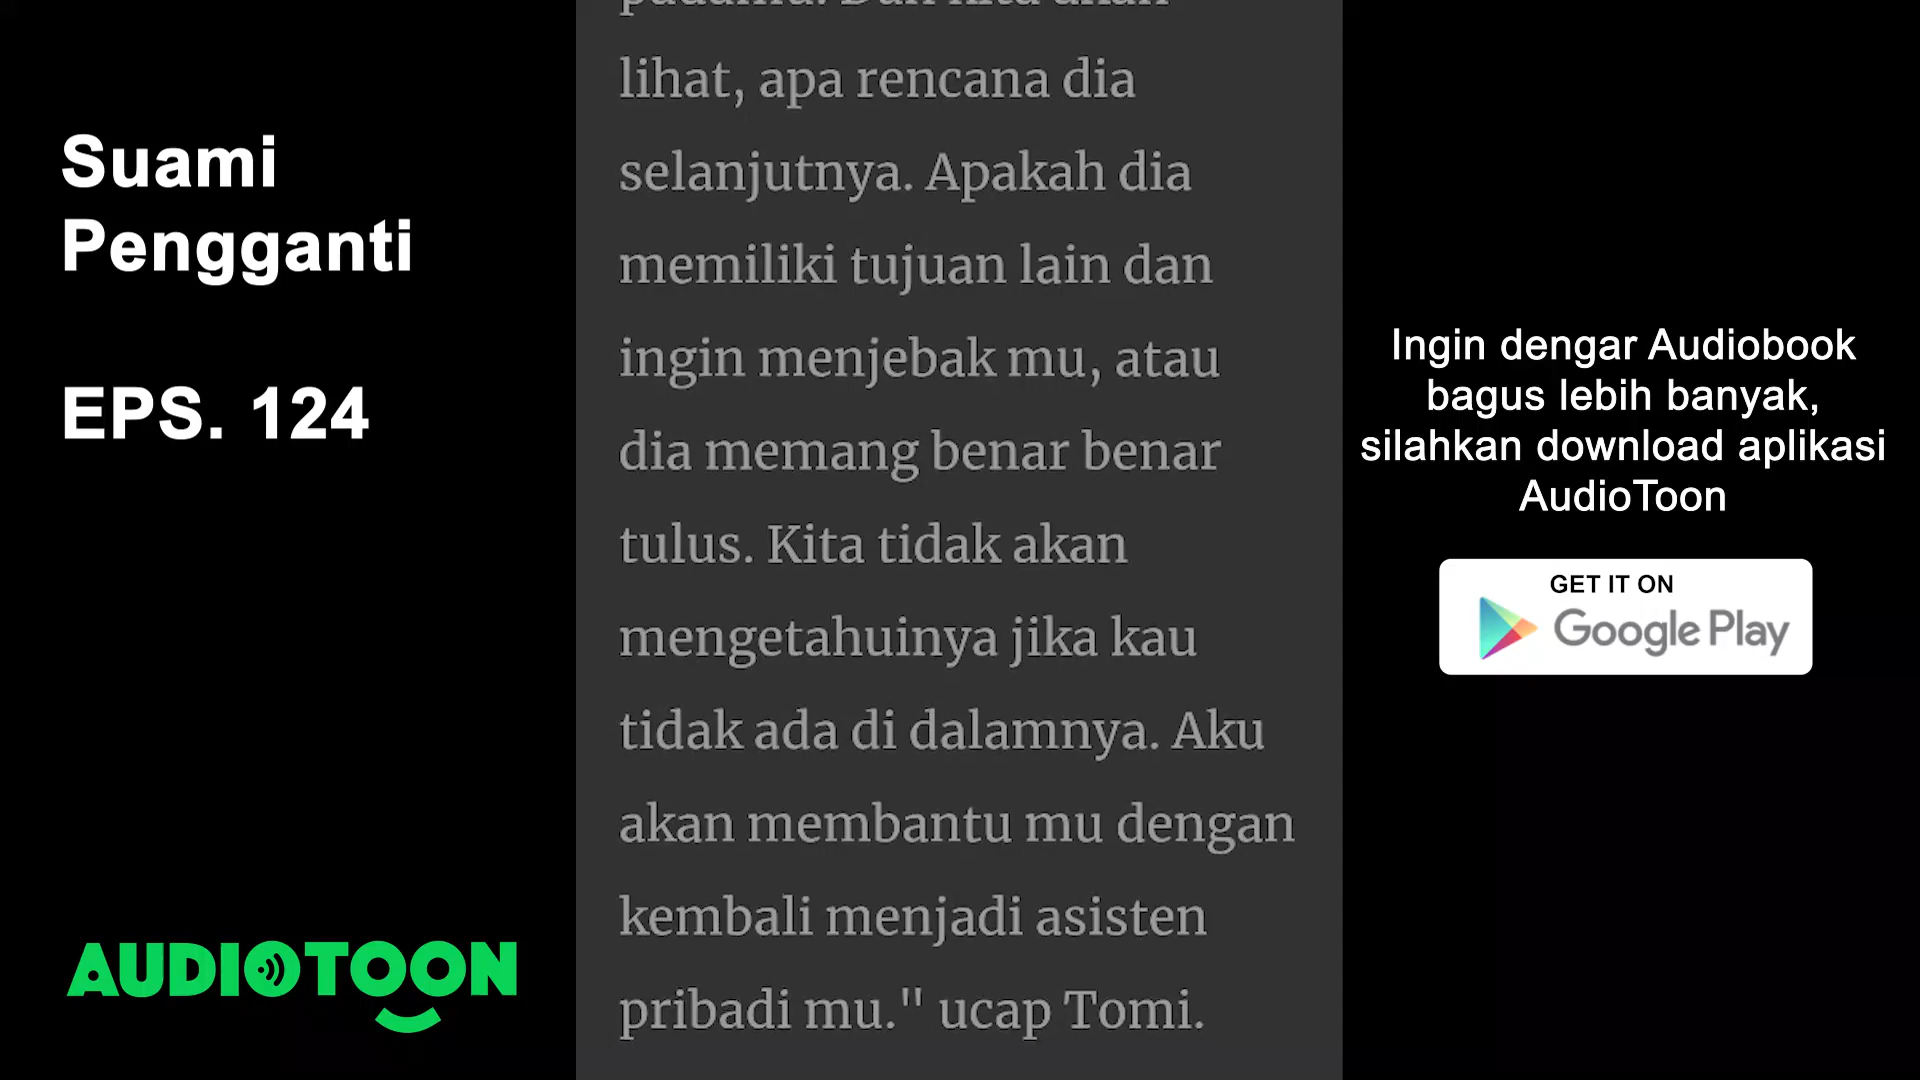 Suami
Pengganti
EPS. 124
AUDIOTOON
lihat, apa rencana dia
selanjutnya. Apakah dia
memiliki tujuan lain dan
ingin menjebak mu, atau
dia memang benar benar
tulus. Kita tidak akan
mengetahuinya jika kau
tidak ada di dalamnya. Aku
akan membantu mu dengan
kembali menjadi asisten
pribadi mu." ucap Tomi.
Ingin dengar Audiobook
bagus lebih banyak,
silahkan download aplikasi
AudioToon
GET IT ON
Google Play